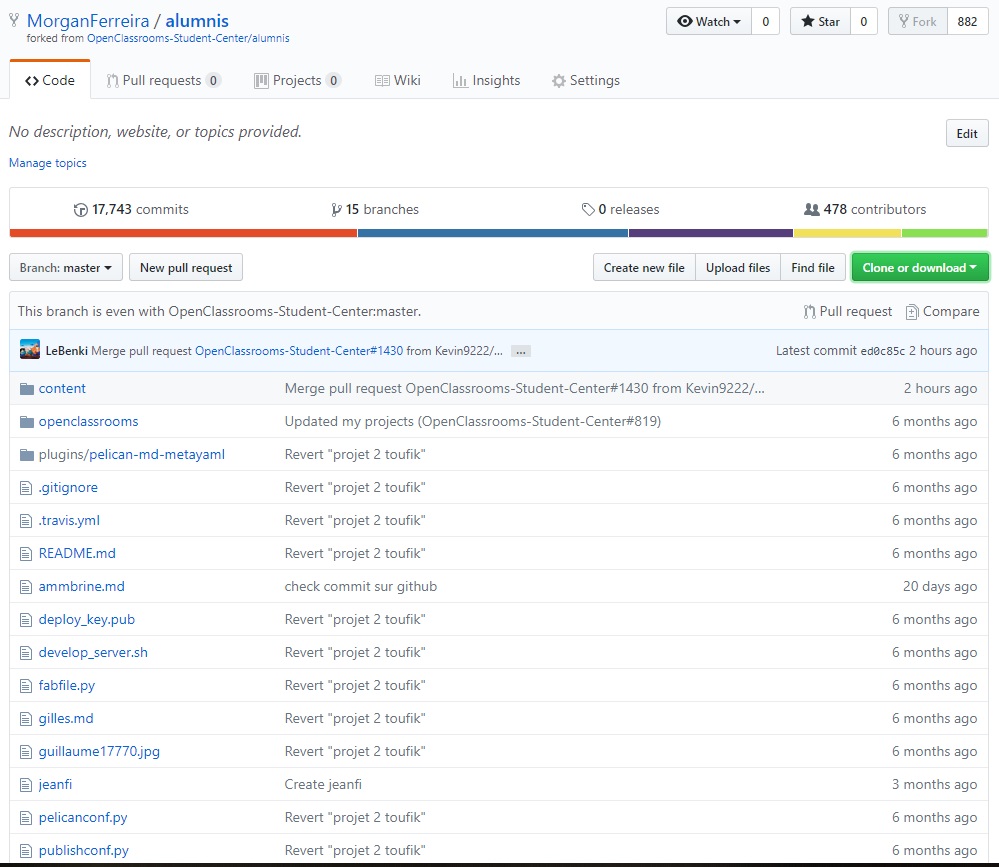 MorganFerreira / alumnis
Watch 0 Star 0 Fork 882
forked from OpenClassrooms-Student-Center/alumnis
Code Pull requests 0 Projects 0 Wiki Insights Settings
No description, website, or topics provided. Edit
Manage topics
17,743 commits 15 branches 0 releases 478 contributors
Branch: master New pull request Create new file Upload files Find file Clone or download
This branch is even with OpenClassrooms-Student-Center:master. Pull request Compare
LeBenki Merge pull request OpenClassrooms-Student-Center#1430 from Kevin9222/... ... Latest commit ed0c85c 2 hours ago
content Merge pull request OpenClassrooms-Student-Center#1430 from Kevin9222/... 2 hours ago
openclassrooms Updated my projects (OpenClassrooms-Student-Center#819) 6 months ago
plugins/pelican-md-metayaml Revert "projet 2 toufik" 6 months ago
.gitignore Revert "projet 2 toufik" 6 months ago
.travis.yml Revert "projet 2 toufik" 6 months ago
README.md Revert "projet 2 toufik" 6 months ago
ammbrine.md check commit sur github 20 days ago
deploy_key.pub Revert "projet 2 toufik" 6 months ago
develop_server.sh Revert "projet 2 toufik" 6 months ago
fabfile.py Revert "projet 2 toufik" 6 months ago
gilles.md Revert "projet 2 toufik" 6 months ago
guillaume17770.jpg Revert "projet 2 toufik" 6 months ago
jeanfi Create jeanfi 3 months ago
pelicanconf.py Revert "projet 2 toufik" 6 months ago
publishconf.py Revert "projet 2 toufik" 6 months ago